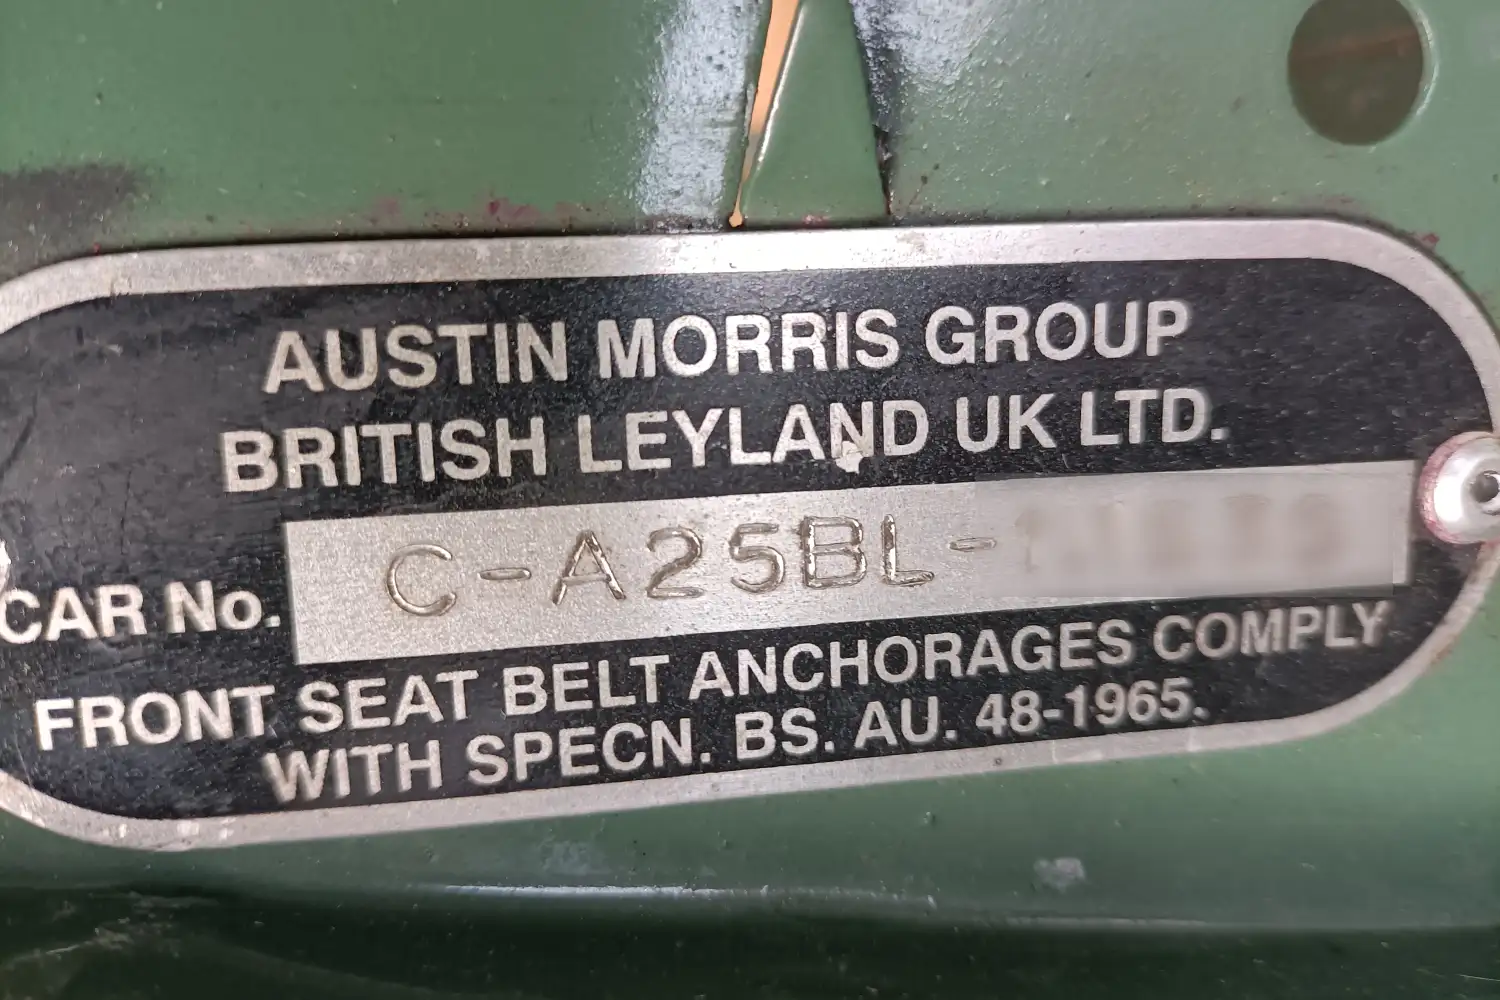 AUSTIN MORRIS GROUP
BRITISH LEYLAND UK LTD.
CAR No. C-A25BL-
FRONT SEAT BELT ANCHORAGES COMPLY
WITH SPECN. BS. AU. 48-1965.